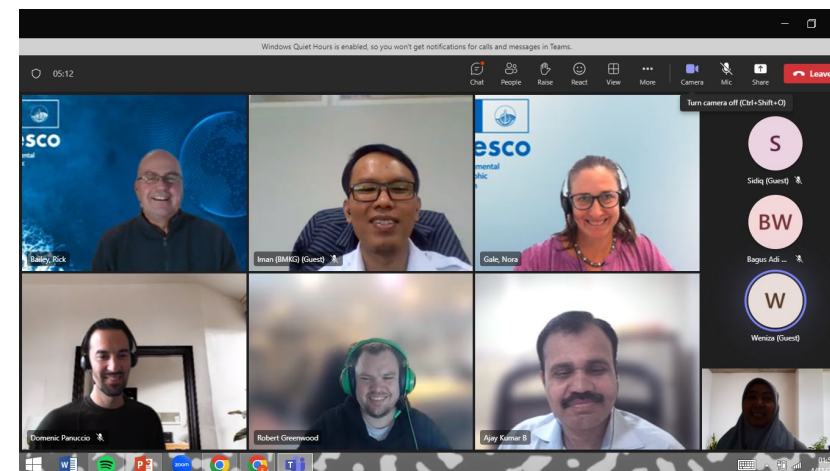 Windows Quiet Hours is enabled, so you won't get notifications for calls and messages in Teams.
05:12
Chat People Raise React View More Camera Mic Share Leave
Turn camera off (Ctrl+Shift+O)
sco
esco
Bailey, Rick
Iman (BMKG) (Guest)
Gale, Nora
S
Sidiq (Guest)
BW
Bagus Adi ...
W
Weniza (Guest)
Domenic Panuccio
Robert Greenwood
Ajay Kumar B
zoom